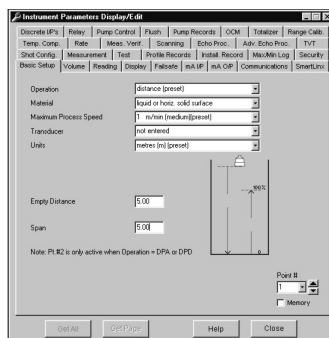 Instrument Parameters Display/Edit
Discrete I/P's Relay Pump Control Flush Pump Records OCM Totalizer Range Calib.
Temp. Comp. Rate Meas. Verif. Scanning Echo Proc. Adv. Echo Proc. TVT
Shot Config. Measurement Test Profile Records Install. Record Max/Min Log Security
Basic Setup Volume Reading Display Failsafe mA I/P mA O/P Communications SmartLinx
Operation distance (preset)
Material liquid or horiz. solid surface
Maximum Process Speed 1 m/min (medium)(preset)
Transducer not entered
Units metres (m) (preset)
100%
Empty Distance 5.00
Span 5.00
0
Note: Pt.#2 is only active when Operation = DPA or DPD
Point #
1
Memory
Get All Get Page Help Close